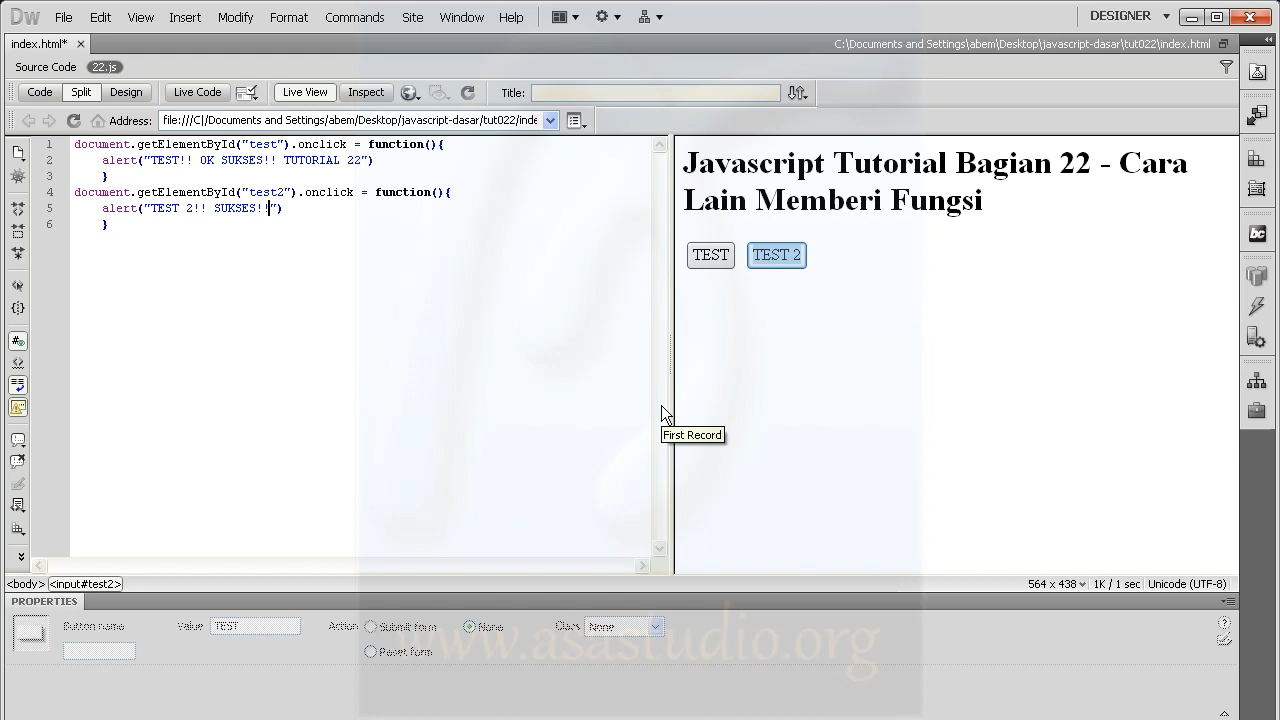 Dw File Edit View Insert Modify Format Commands Site Window Help DESIGNER
index.html* C:\Documents and Settings\abem\Desktop\javascript-dasar\tut022\index.html
Source Code 22.js
Code Split Design Live Code Live View Inspect Title:
Address: file:///C|/Documents and Settings/abem/Desktop/javascript-dasar/tut022/inde
1 document.getElementById("test").onclick = function(){
2 alert("TEST!! OK SUKSES!! TUTORIAL 22")
3 }
4 document.getElementById("test2").onclick = function(){
5 alert("TEST 2!! SUKSES!!")
6 }
Javascript Tutorial Bagian 22 - Cara
Lain Memberi Fungsi
TEST TEST 2
bc
First Record
<body> <input#test2> 564 x 438 1K / 1 sec Unicode (UTF-8)
PROPERTIES
Button name Value TEST Action Submit form None Class None
Reset form
www.asastudio.org